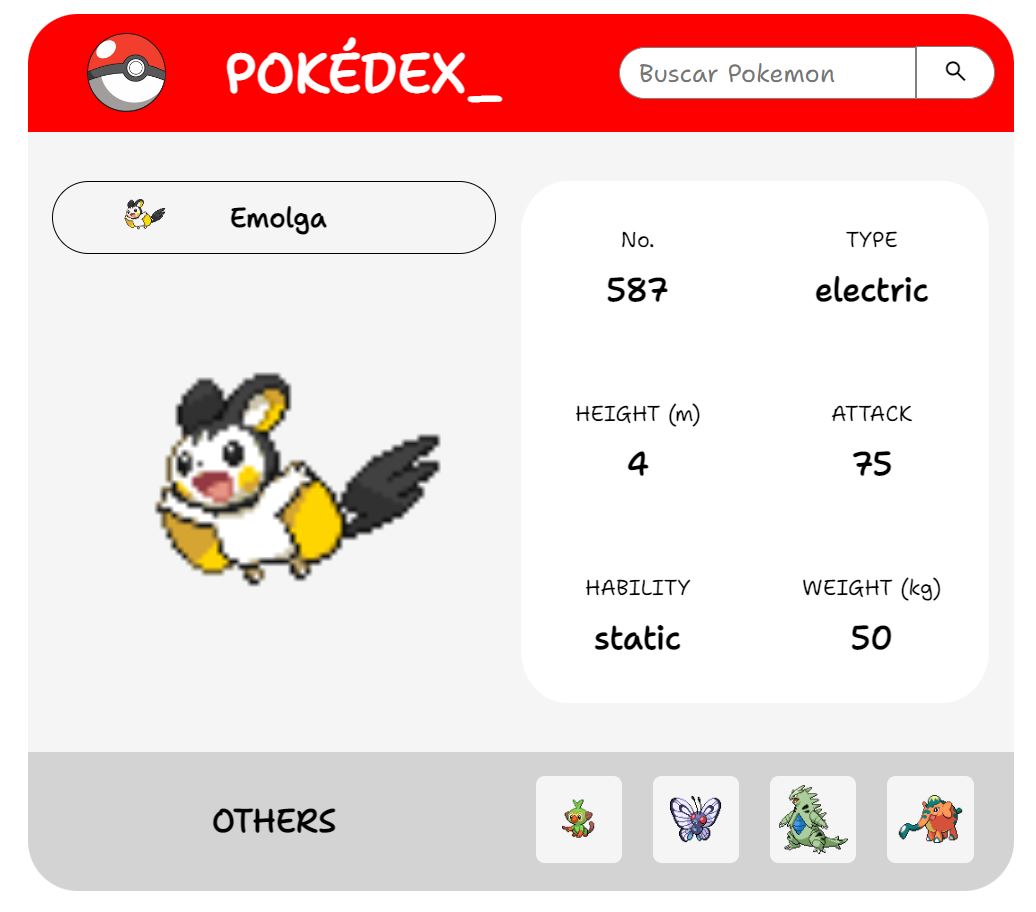 POKÉDEX_
Buscar Pokemon
Emolga
No.
587
TYPE
electric
HEIGHT (m)
4
ATTACK
75
HABILITY
static
WEIGHT (kg)
50
OTHERS